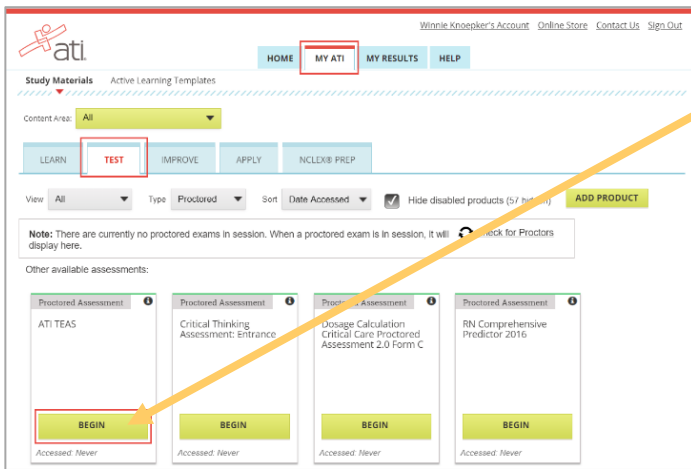 Winnie Knoepker's Account Online Store Contact Us Sign Out
ati
HOME MY ATI MY RESULTS HELP
Study Materials Active Learning Templates
Content Area: All
LEARN TEST IMPROVE APPLY NCLEX® PREP
View All Type Proctored Sort Date Accessed Hide disabled products (57 hidden) ADD PRODUCT
Note: There are currently no proctored exams in session. When a proctored exam is in session, it will Check for Proctors
display here.
Other available assessments:
Proctored Assessment Proctored Assessment Proctored Assessment Proctored Assessment
ATI TEAS Critical Thinking Dosage Calculation RN Comprehensive
Assessment: Entrance Critical Care Proctored Predictor 2016
Assessment 2.0 Form C
BEGIN BEGIN BEGIN BEGIN
Accessed: Never Accessed: Never Accessed: Never Accessed: Never